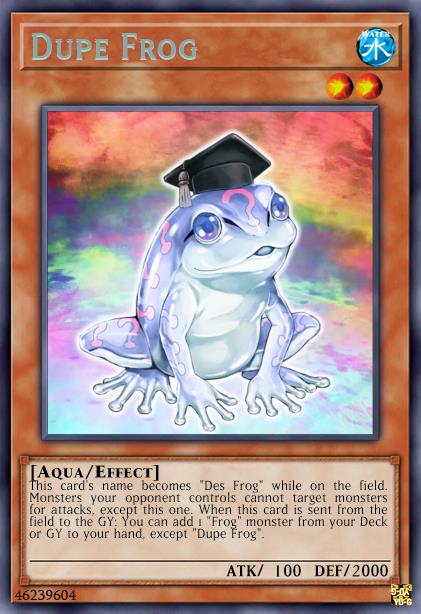 Dupe Frog
WATER
水
[Aqua/Effect]
This card's name becomes "Des Frog" while on the field.
Monsters your opponent controls cannot target monsters
for attacks, except this one. When this card is sent from the
field to the GY: You can add 1 "Frog" monster from your Deck
or GY to your hand, except "Dupe Frog".
ATK/ 100 DEF/2000
46239604